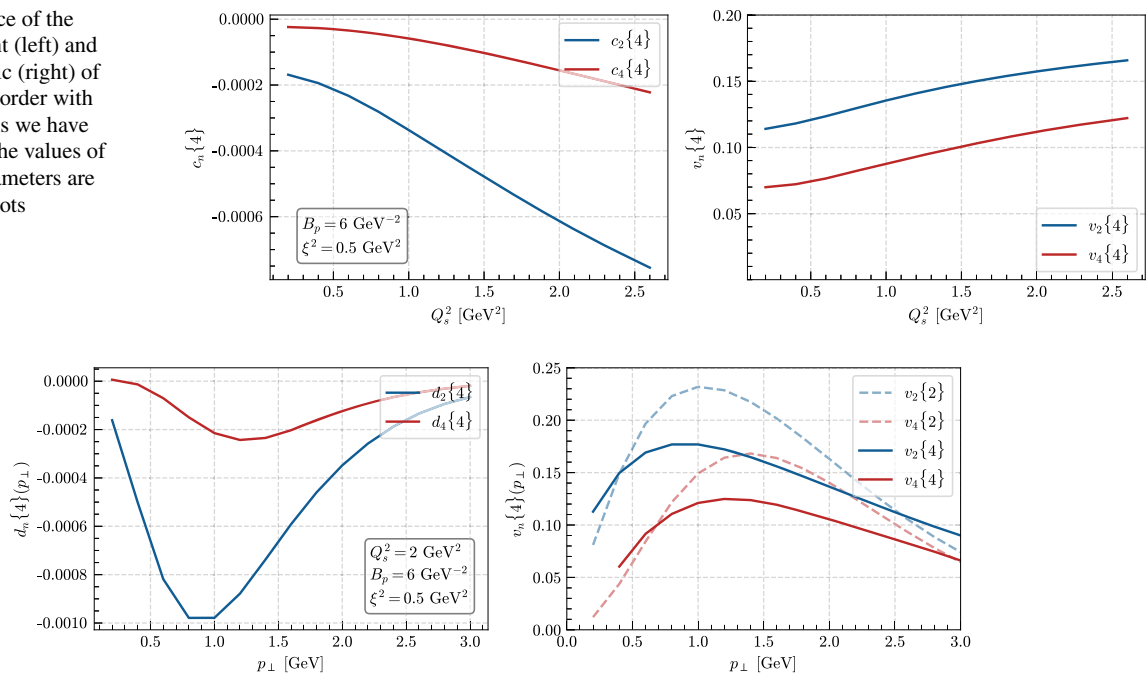 ce of the
t (left) and
ic (right) of
order with
s we have
he values of
ameters are
ots
0.0000
-0.0002
-0.0004
-0.0006
c_n{4}
c_2{4}
c_4{4}
B_p = 6 GeV^{-2}
ξ^2 = 0.5 GeV^2
0.5 1.0 1.5 2.0 2.5
Q_s^2 [GeV^2]
0.20
0.15
0.10
0.05
v_n{4}
v_2{4}
v_4{4}
0.5 1.0 1.5 2.0 2.5
Q_s^2 [GeV^2]
0.0000
-0.0002
-0.0004
-0.0006
-0.0008
-0.0010
d_n{4}(p_⊥)
d_2{4}
d_4{4}
Q_s^2 = 2 GeV^2
B_p = 6 GeV^{-2}
ξ^2 = 0.5 GeV^2
0.5 1.0 1.5 2.0 2.5 3.0
p_⊥ [GeV]
0.25
0.20
0.15
0.10
0.05
0.00
v_n{4}(p_⊥)
v_2{2}
v_4{2}
v_2{4}
v_4{4}
0.0 0.5 1.0 1.5 2.0 2.5 3.0
p_⊥ [GeV]